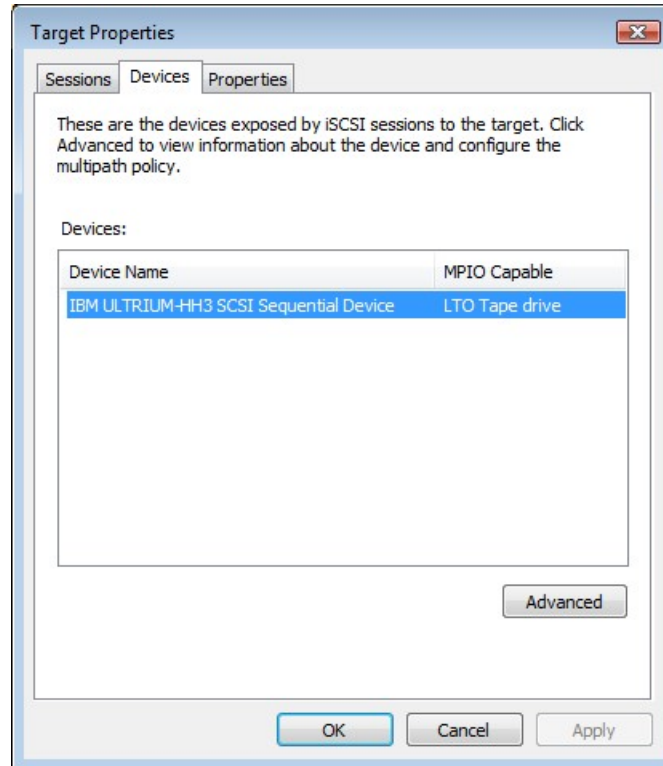 Target Properties
Sessions Devices Properties
These are the devices exposed by iSCSI sessions to the target. Click
Advanced to view information about the device and configure the
multipath policy.
Devices:
Device Name MPIO Capable
IBM ULTRIUM-HH3 SCSI Sequential Device LTO Tape drive
Advanced
OK Cancel Apply